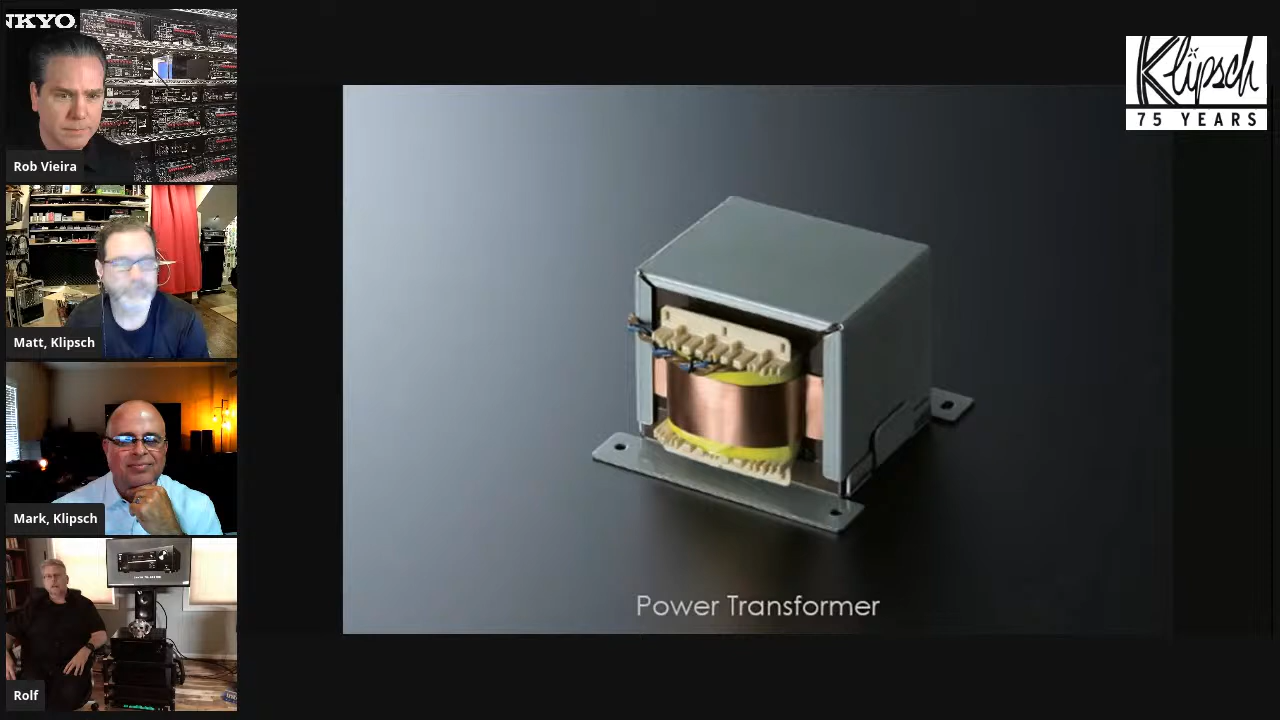 NKYO
Rob Vieira
Matt, Klipsch
Mark, Klipsch
Rolf
Klipsch
75 YEARS
Power Transformer